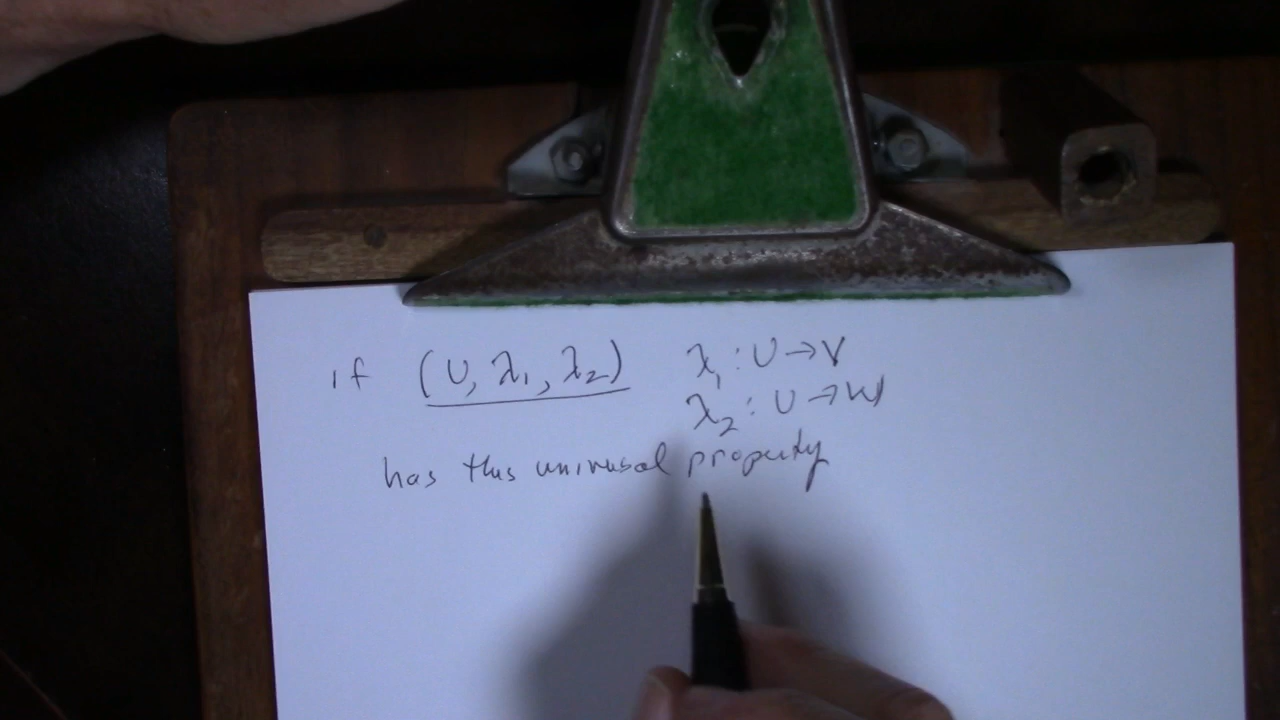 if (U, λ₁, λ₂) λ₁ : U → V
λ₂ : U → W
has this universal property